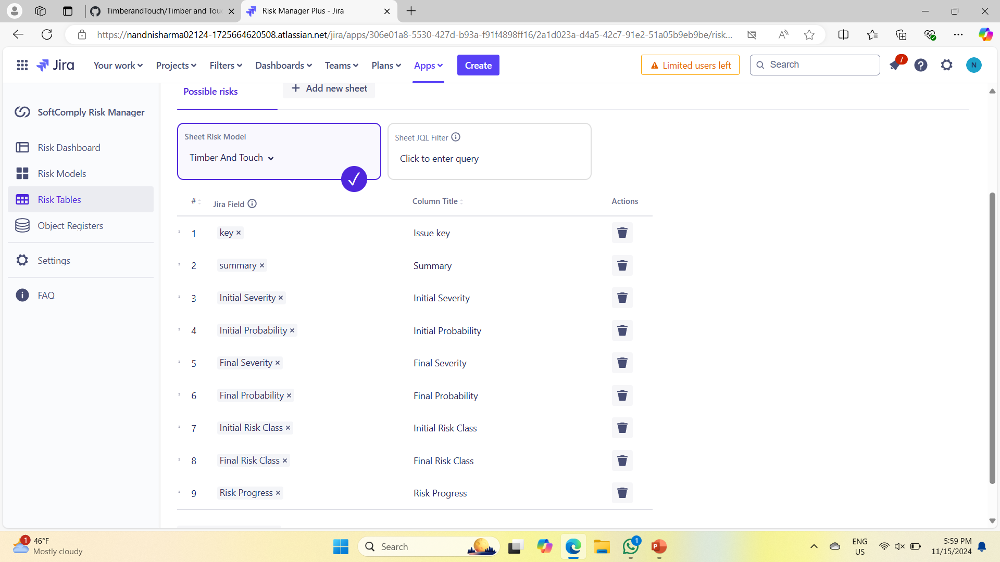 TimberandTouch/Timber and Touc
Risk Manager Plus - Jira
https://nandnisharma02124-1725664620508.atlassian.net/jira/apps/306e01a8-5530-427d-b93a-f91f4898ff16/2a1d023a-d4a5-42c7-91e2-51a05b9eb9be/risk...
Jira
Your work
Projects
Filters
Dashboards
Teams
Plans
Apps
Create
Limited users left
Search
7
N
SoftComply Risk Manager
Risk Dashboard
Risk Models
Risk Tables
Object Registers
Settings
FAQ
Possible risks
+ Add new sheet
Sheet Risk Model
Timber And Touch
Sheet JQL Filter
Click to enter query
# Jira Field Column Title Actions
1 key × Issue key
2 summary × Summary
3 Initial Severity × Initial Severity
4 Initial Probability × Initial Probability
5 Final Severity × Final Severity
6 Final Probability × Final Probability
7 Initial Risk Class × Initial Risk Class
8 Final Risk Class × Final Risk Class
9 Risk Progress × Risk Progress
1
46°F
Mostly cloudy
Search
1
ENG
US
5:59 PM
11/15/2024